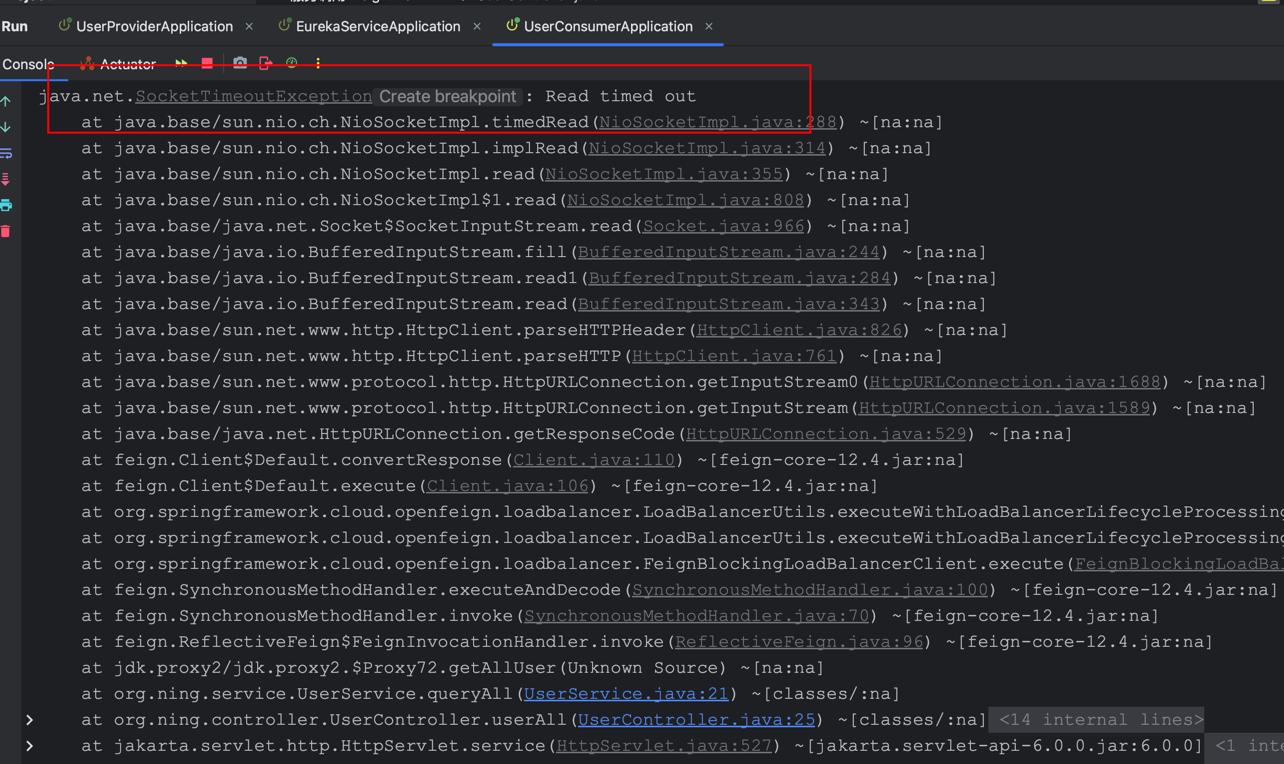 Run UserProviderApplication × EurekaServiceApplication × UserConsumerApplication ×
Console Actuator
java.net.SocketTimeoutException Create breakpoint : Read timed out
at java.base/sun.nio.ch.NioSocketImpl.timedRead(NioSocketImpl.java:288) ~[na:na]
at java.base/sun.nio.ch.NioSocketImpl.implRead(NioSocketImpl.java:314) ~[na:na]
at java.base/sun.nio.ch.NioSocketImpl.read(NioSocketImpl.java:355) ~[na:na]
at java.base/sun.nio.ch.NioSocketImpl$1.read(NioSocketImpl.java:808) ~[na:na]
at java.base/java.net.Socket$SocketInputStream.read(Socket.java:966) ~[na:na]
at java.base/java.io.BufferedInputStream.fill(BufferedInputStream.java:244) ~[na:na]
at java.base/java.io.BufferedInputStream.read1(BufferedInputStream.java:284) ~[na:na]
at java.base/java.io.BufferedInputStream.read(BufferedInputStream.java:343) ~[na:na]
at java.base/sun.net.www.http.HttpClient.parseHTTPHeader(HttpClient.java:826) ~[na:na]
at java.base/sun.net.www.http.HttpClient.parseHTTP(HttpClient.java:761) ~[na:na]
at java.base/sun.net.www.protocol.http.HttpURLConnection.getInputStream0(HttpURLConnection.java:1688) ~[na:na]
at java.base/sun.net.www.protocol.http.HttpURLConnection.getInputStream(HttpURLConnection.java:1589) ~[na:na]
at java.base/java.net.HttpURLConnection.getResponseCode(HttpURLConnection.java:529) ~[na:na]
at feign.Client$Default.convertResponse(Client.java:110) ~[feign-core-12.4.jar:na]
at feign.Client$Default.execute(Client.java:106) ~[feign-core-12.4.jar:na]
at org.springframework.cloud.openfeign.loadbalancer.LoadBalancerUtils.executeWithLoadBalancerLifecycleProcessing
at org.springframework.cloud.openfeign.loadbalancer.LoadBalancerUtils.executeWithLoadBalancerLifecycleProcessing
at org.springframework.cloud.openfeign.loadbalancer.FeignBlockingLoadBalancerClient.execute(FeignBlockingLoadBal
at feign.SynchronousMethodHandler.executeAndDecode(SynchronousMethodHandler.java:100) ~[feign-core-12.4.jar:na]
at feign.SynchronousMethodHandler.invoke(SynchronousMethodHandler.java:70) ~[feign-core-12.4.jar:na]
at feign.ReflectiveFeign$FeignInvocationHandler.invoke(ReflectiveFeign.java:96) ~[feign-core-12.4.jar:na]
at jdk.proxy2/jdk.proxy2.$Proxy72.getAllUser(Unknown Source) ~[na:na]
at org.ning.service.UserService.queryAll(UserService.java:21) ~[classes/:na]
at org.ning.controller.UserController.userAll(UserController.java:25) ~[classes/:na] <14 internal lines>
at jakarta.servlet.http.HttpServlet.service(HttpServlet.java:527) ~[jakarta.servlet-api-6.0.0.jar:6.0.0] <1 inte